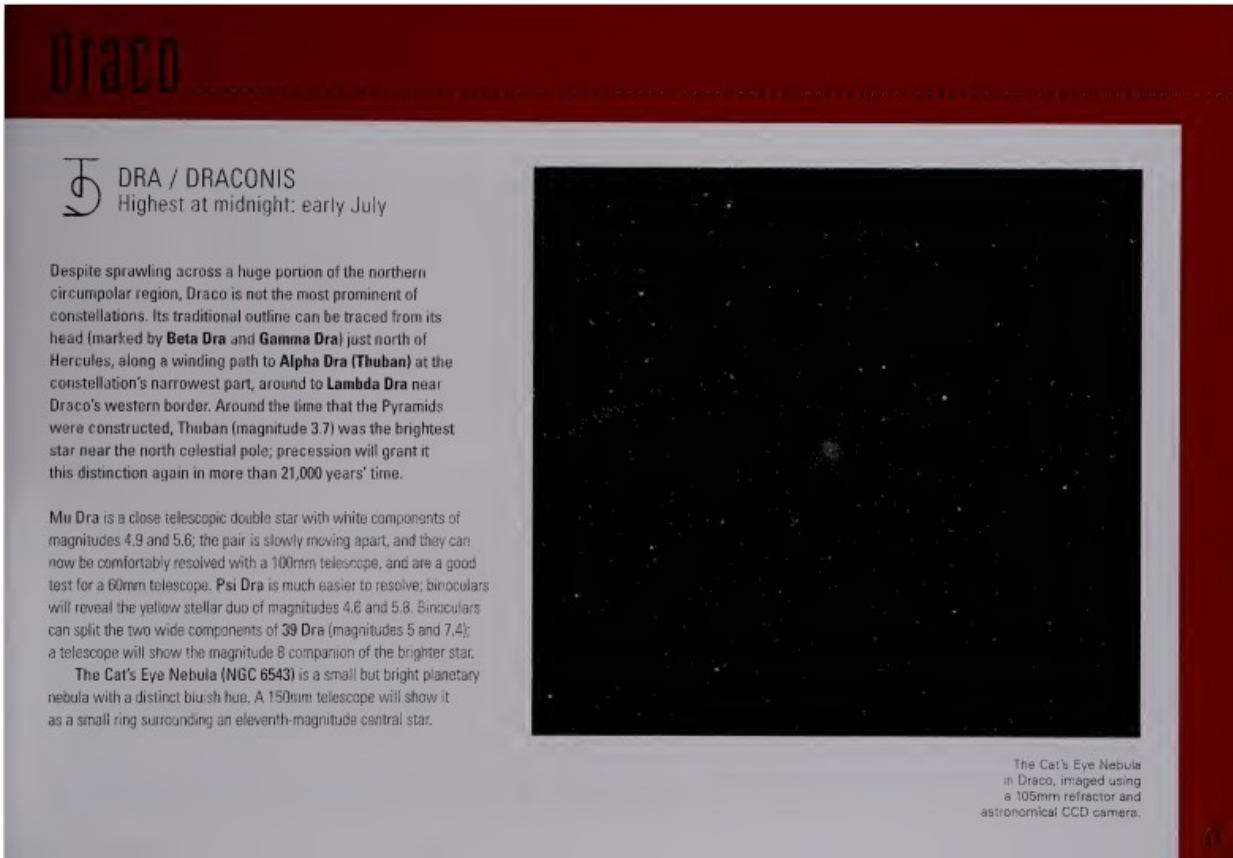 Draco
DRA / DRACONIS
Highest at midnight: early July
Despite sprawling across a huge portion of the northern
circumpolar region, Draco is not the most prominent of
constellations. Its traditional outline can be traced from its
head (marked by Beta Dra and Gamma Dra) just north of
Hercules, along a winding path to Alpha Dra (Thuban) at the
constellation's narrowest part, around to Lambda Dra near
Draco's western border. Around the time that the Pyramids
were constructed, Thuban (magnitude 3.7) was the brightest
star near the north celestial pole; precession will grant it
this distinction again in more than 21,000 years' time.
Mu Dra is a close telescopic double star with white components of
magnitudes 4.9 and 5.6; the pair is slowly moving apart, and they can
now be comfortably resolved with a 100mm telescope, and are a good
test for a 60mm telescope. Psi Dra is much easier to resolve; binoculars
will reveal the yellow stellar duo of magnitudes 4.6 and 5.8. Binoculars
can split the two wide components of 39 Dra (magnitudes 5 and 7.4);
a telescope will show the magnitude 8 companion of the brighter star.
The Cat's Eye Nebula (NGC 6543) is a small but bright planetary
nebula with a distinct bluish hue. A 150mm telescope will show it
as a small ring surrounding an eleventh-magnitude central star.
The Cat's Eye Nebula
in Draco, imaged using
a 105mm refractor and
astronomical CCD camera.